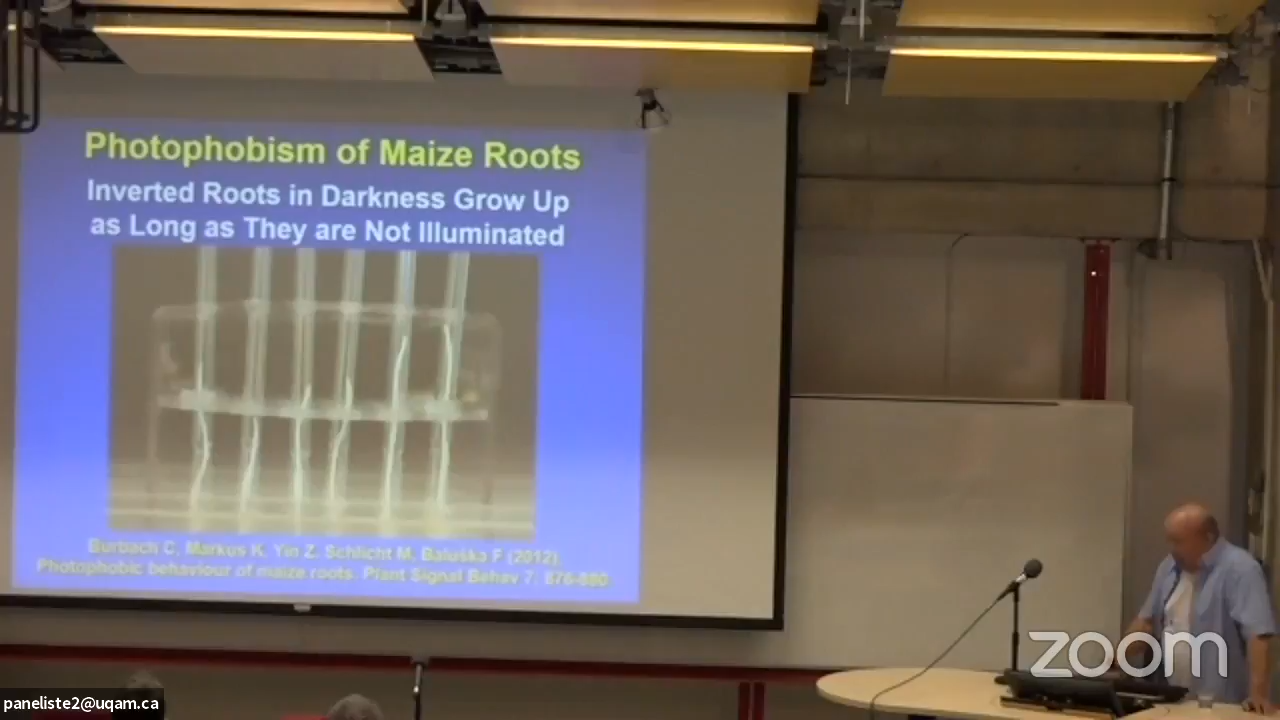 Photophobism of Maize Roots
Inverted Roots in Darkness Grow Up
as Long as They are Not Illuminated
Burbach C, Markus K, Yin Z, Schlicht M, Baluska F (2012).
Photophobic behaviour of maize roots. Plant Signal Behav 7: 876-880
zoom
paneliste2@uqam.ca